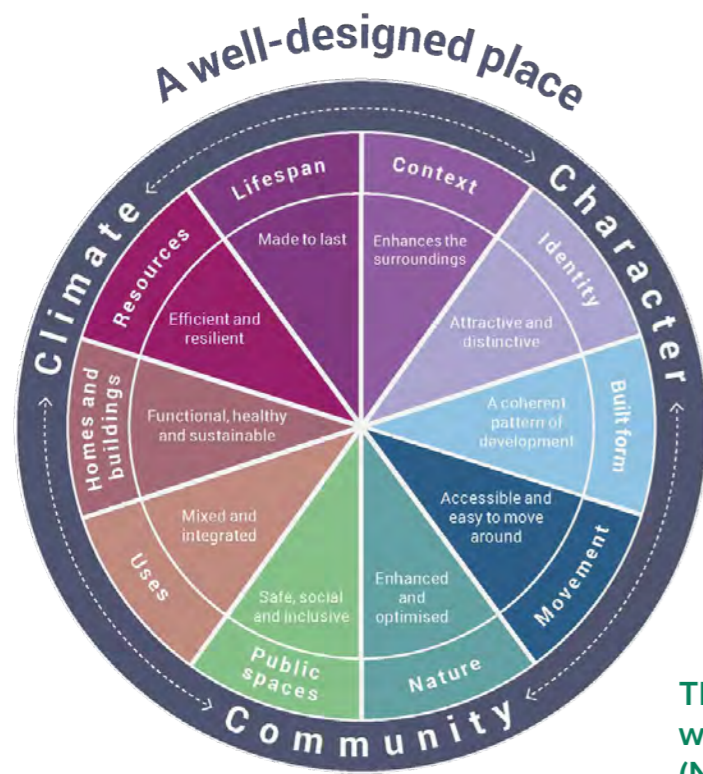 A well-designed place
Climate
Character
Community
Context
Enhances the
surroundings
Identity
Attractive and
distinctive
Built form
A coherent
pattern of
development
Movement
Accessible and
easy to move
around
Nature
Enhanced
and
optimised
Public
spaces
Safe, social
and inclusive
Uses
Mixed and
integrated
Homes and
buildings
Functional, healthy
and sustainable
Resources
Efficient and
resilient
Lifespan
Made to last